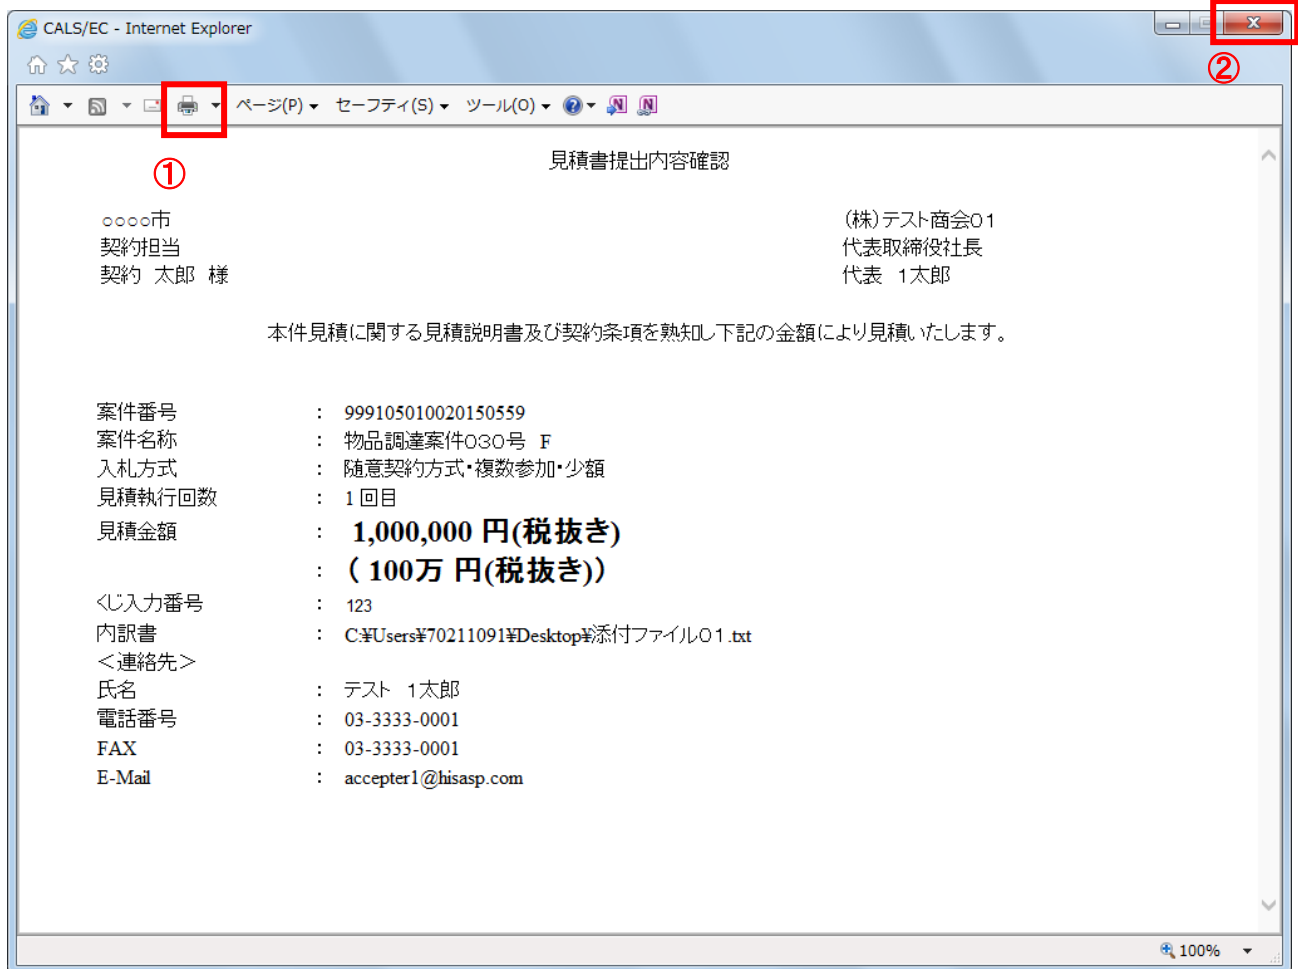 CALS/EC - Internet Explorer
②
ページ(P) セーフティ(S) ツール(O)
①
見積書提出内容確認
○○○○市
契約担当
契約 太郎 様
(株)テスト商会01
代表取締役社長
代表 1太郎
本件見積に関する見積説明書及び契約条項を熟知し下記の金額により見積いたします。
案件番号 : 999105010020150559
案件名称 : 物品調達案件030号 F
入札方式 : 随意契約方式・複数参加・少額
見積執行回数 : 1回目
見積金額 : 1,000,000 円(税抜き)
: ( 100万 円(税抜き))
くじ入力番号 : 123
内訳書 : C:¥Users¥70211091¥Desktop¥添付ファイル01.txt
<連絡先>
氏名 : テスト 1太郎
電話番号 : 03-3333-0001
FAX : 03-3333-0001
E-Mail : accepter1@hisasp.com
100%